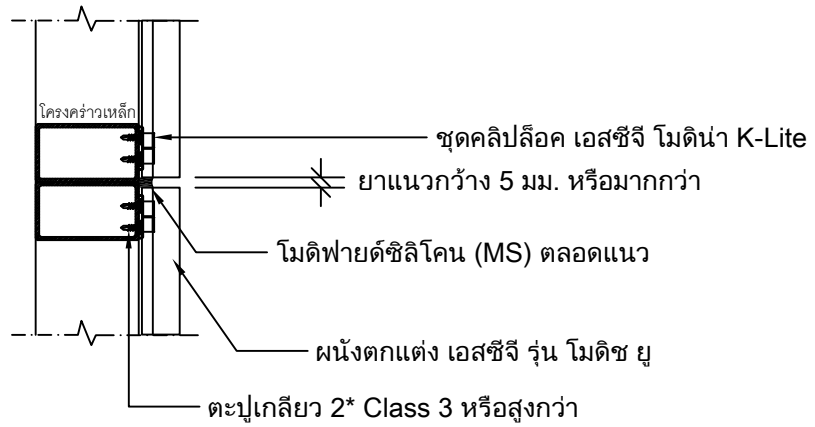 โครงคร่าวเหล็ก
ชุดคลิปล็อค เอสซีจี โมดิน่า K-Lite
ยาแนวกว้าง 5 มม. หรือมากกว่า
โมดิฟายด์ซิลิโคน (MS) ตลอดแนว
ผนังตกแต่ง เอสซีจี รุ่น โมดิช ยู
ตะปูเกลียว 2* Class 3 หรือสูงกว่า